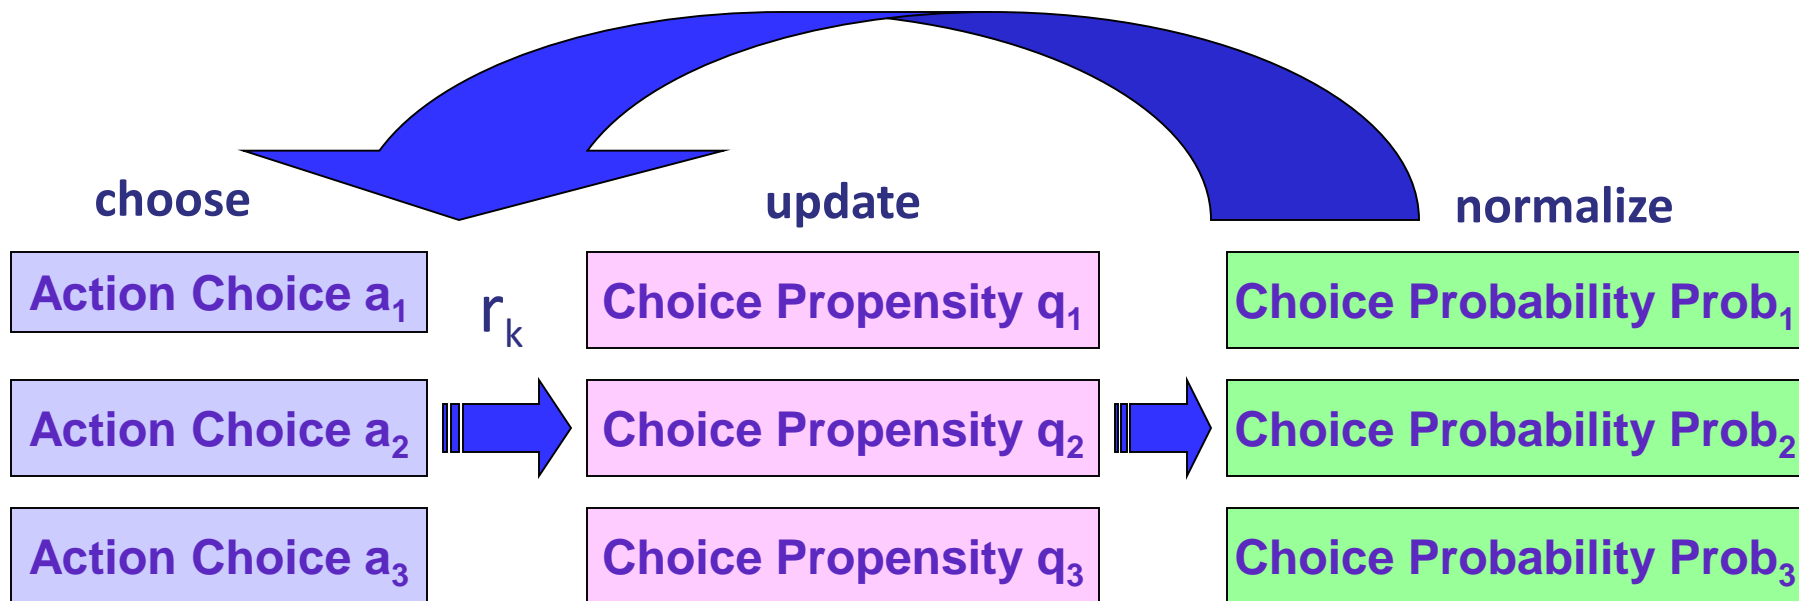 choose update normalize
Action Choice a₁ r_k Choice Propensity q₁ Choice Probability Prob₁
Action Choice a₂ Choice Propensity q₂ Choice Probability Prob₂
Action Choice a₃ Choice Propensity q₃ Choice Probability Prob₃